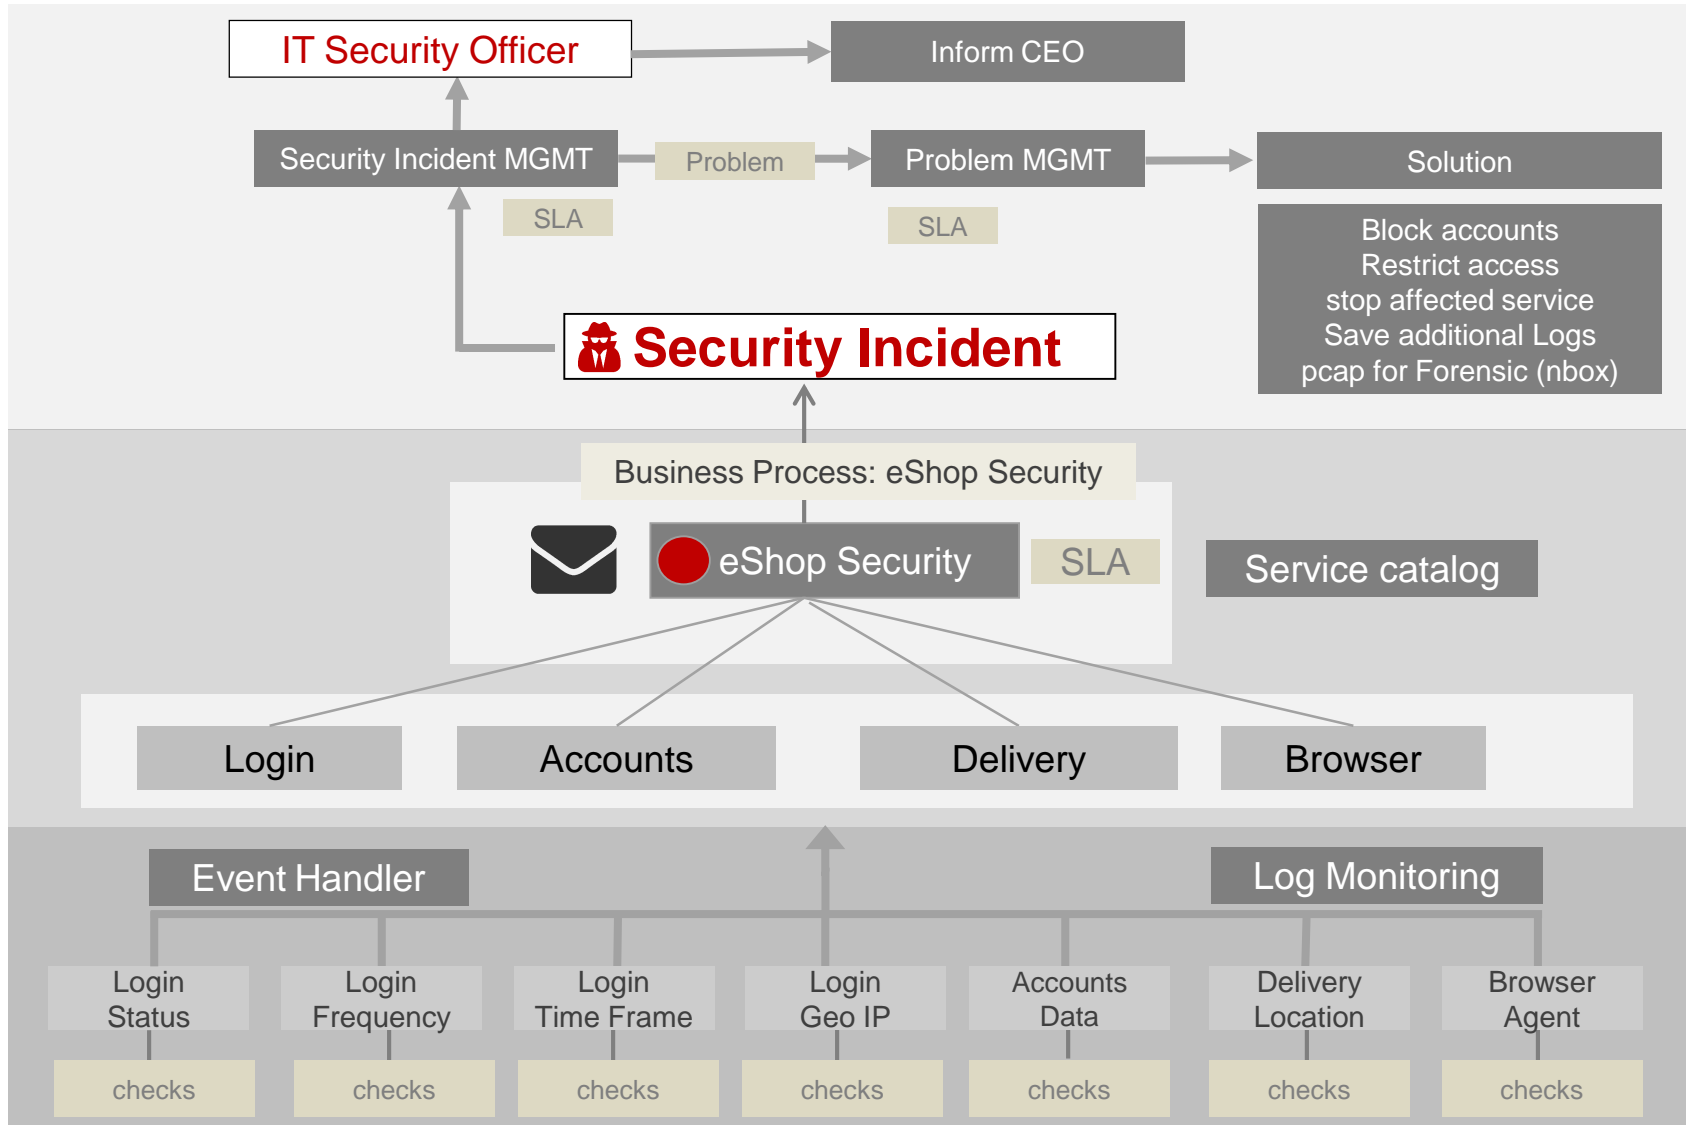 IT Security Officer
Inform CEO
Security Incident MGMT
Problem
Problem MGMT
Solution
SLA
SLA
Block accounts
Restrict access
stop affected service
Save additional Logs
pcap for Forensic (nbox)
Security Incident
Business Process: eShop Security
eShop Security
SLA
Service catalog
Login
Accounts
Delivery
Browser
Event Handler
Log Monitoring
Login
Status
Login
Frequency
Login
Time Frame
Login
Geo IP
Accounts
Data
Delivery
Location
Browser
Agent
checks
checks
checks
checks
checks
checks
checks